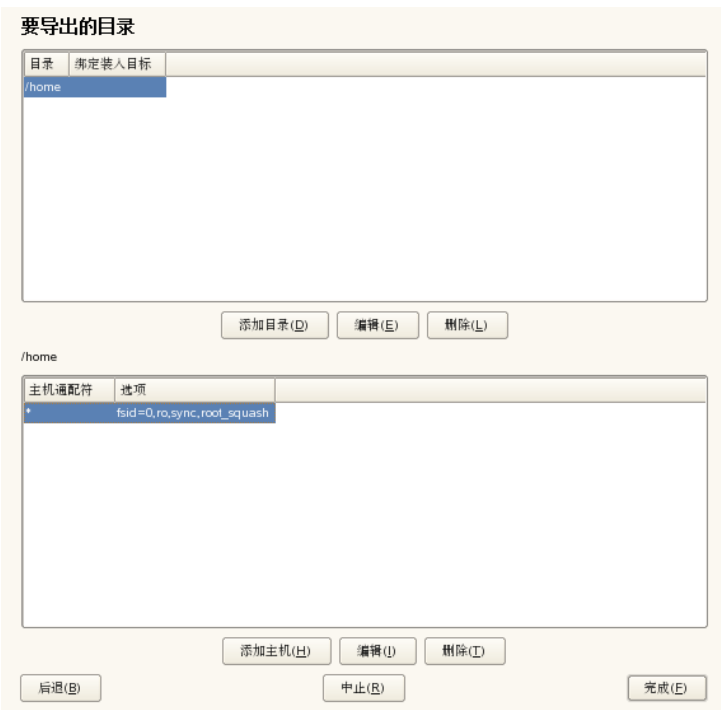 要导出的目录
目录 绑定装入目标
/home
添加目录(D) 编辑(E) 删除(L)
/home
主机通配符 选项
* fsid=0,ro,sync,root_squash
添加主机(H) 编辑(I) 删除(T)
后退(B) 中止(R) 完成(F)